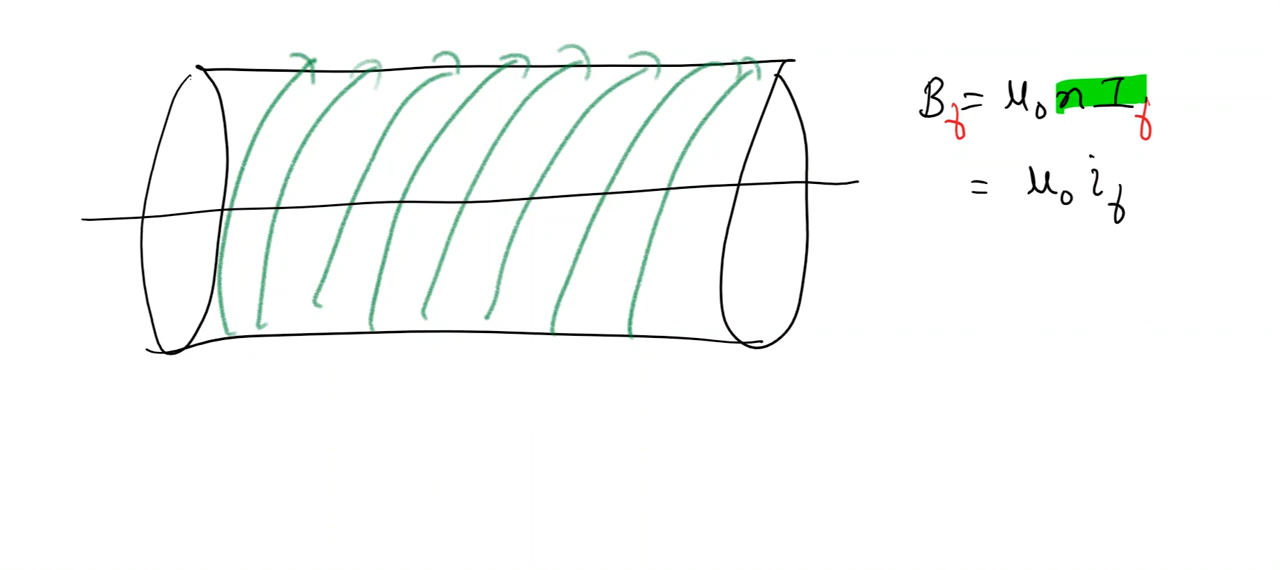 B_f = μ₀ n I_f
= μ₀ i_f